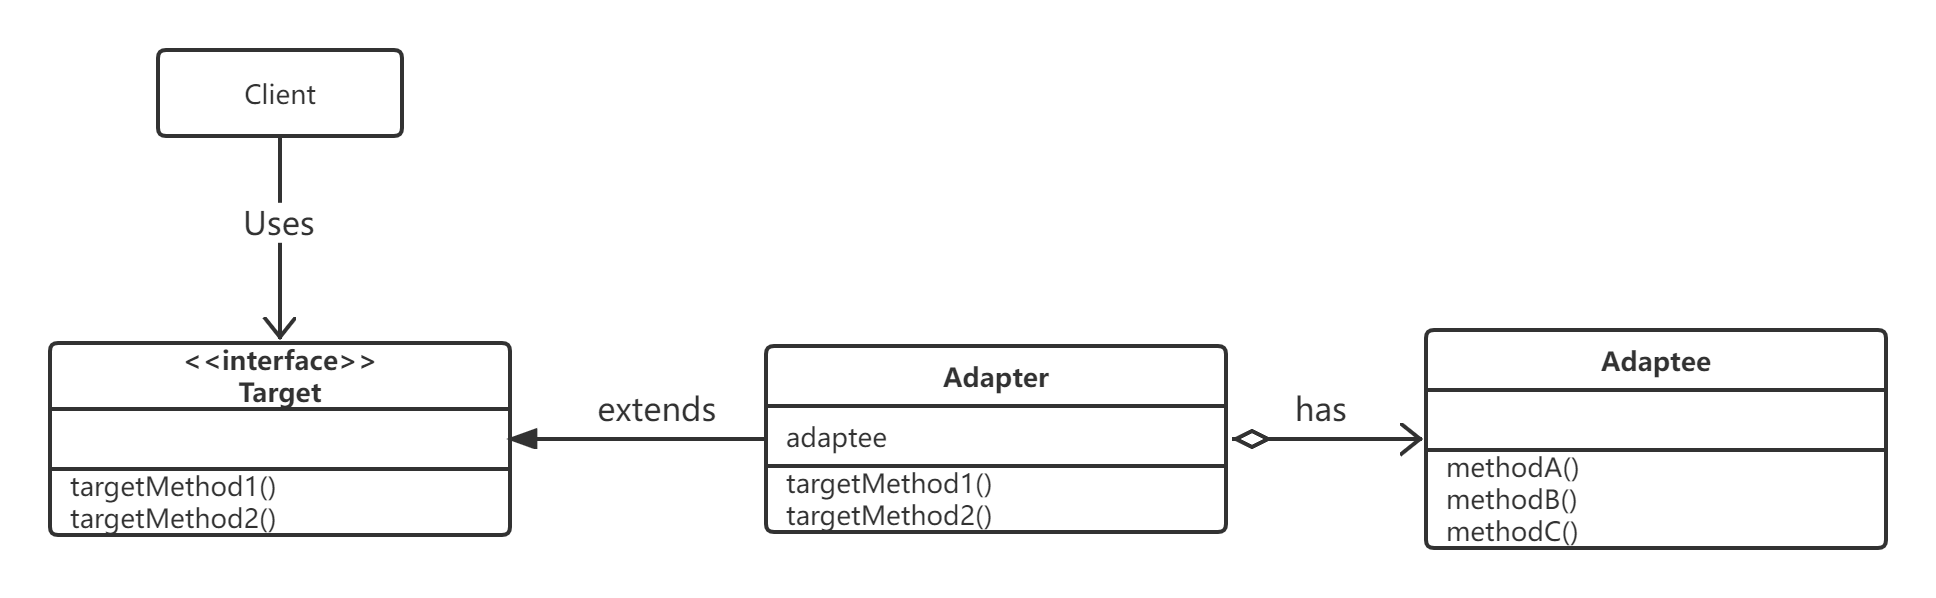 Client
Uses
<<interface>>
Target
targetMethod1()
targetMethod2()
extends
Adapter
adaptee
targetMethod1()
targetMethod2()
has
Adaptee
methodA()
methodB()
methodC()